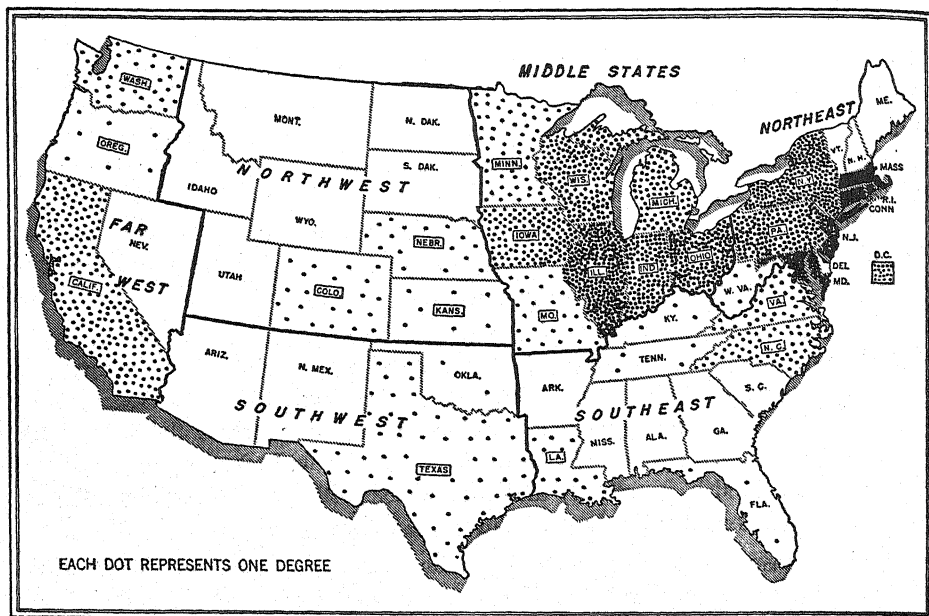 MIDDLE STATES
NORTHEAST
NORTHWEST
FAR WEST
SOUTHWEST
SOUTHEAST
WASH.
OREG.
CALIF.
NEV.
IDAHO
MONT.
WYO.
UTAH
COLO.
ARIZ.
N. MEX.
N. DAK.
S. DAK.
NEBR.
KANS.
OKLA.
TEXAS
MINN.
IOWA
MO.
ARK.
LA.
WIS.
ILL.
MICH.
IND.
OHIO
KY.
TENN.
MISS.
ALA.
GA.
FLA.
S. C.
N. C.
VA.
W. VA.
PA.
N.Y.
VT.
N. H.
ME.
MASS
R.I.
CONN
N.J.
DEL
MD.
D.C.
EACH DOT REPRESENTS ONE DEGREE